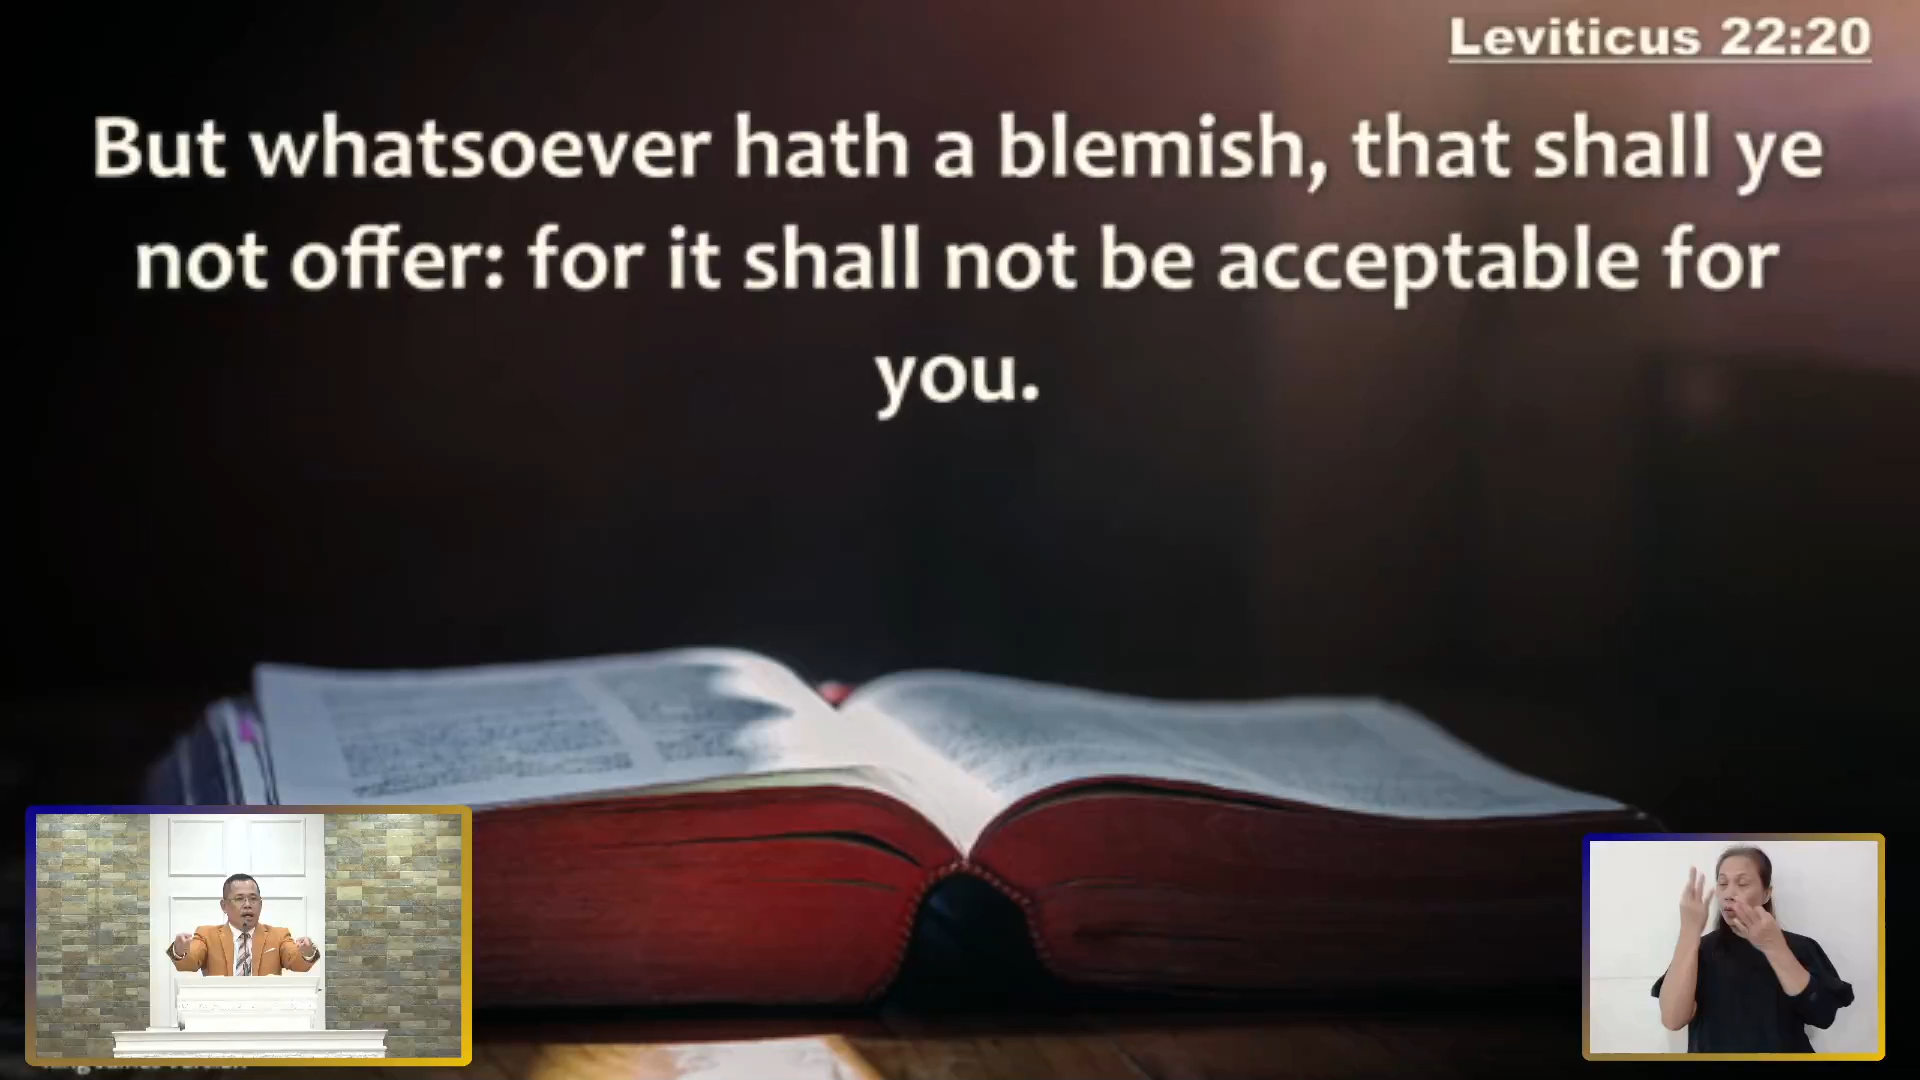 Leviticus 22:20
But whatsoever hath a blemish, that shall ye
not offer: for it shall not be acceptable for
you.